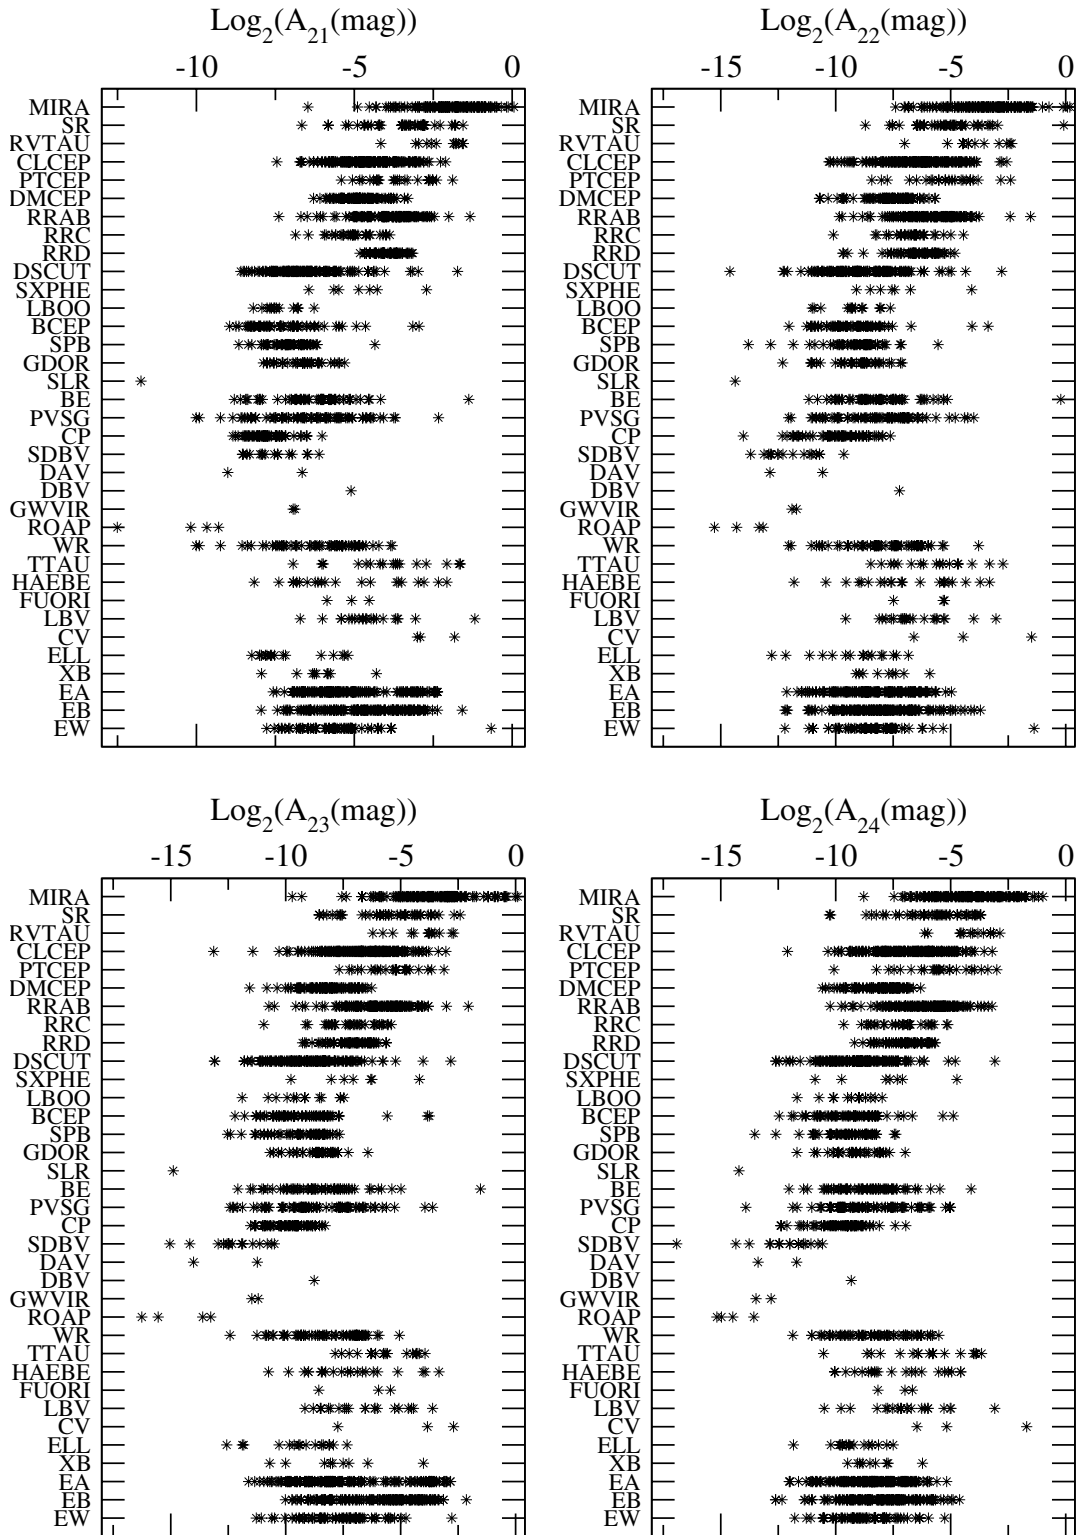 Log2(A21(mag)) Log2(A22(mag))
-10 -5 0 -15 -10 -5 0
MIRA MIRA
SR SR
RVTAU RVTAU
CLCEP CLCEP
PTCEP PTCEP
DMCEP DMCEP
RRAB RRAB
RRC RRC
RRD RRD
DSCUT DSCUT
SXPHE SXPHE
LBOO LBOO
BCEP BCEP
SPB SPB
GDOR GDOR
SLR SLR
BE BE
PVSG PVSG
CP CP
SDBV SDBV
DAV DAV
DBV DBV
GWVIR GWVIR
ROAP ROAP
WR WR
TTAU TTAU
HAEBE HAEBE
FUORI FUORI
LBV LBV
CV CV
ELL ELL
XB XB
EA EA
EB EB
EW EW
Log2(A23(mag)) Log2(A24(mag))
-15 -10 -5 0 -15 -10 -5 0
MIRA MIRA
SR SR
RVTAU RVTAU
CLCEP CLCEP
PTCEP PTCEP
DMCEP DMCEP
RRAB RRAB
RRC RRC
RRD RRD
DSCUT DSCUT
SXPHE SXPHE
LBOO LBOO
BCEP BCEP
SPB SPB
GDOR GDOR
SLR SLR
BE BE
PVSG PVSG
CP CP
SDBV SDBV
DAV DAV
DBV DBV
GWVIR GWVIR
ROAP ROAP
WR WR
TTAU TTAU
HAEBE HAEBE
FUORI FUORI
LBV LBV
CV CV
ELL ELL
XB XB
EA EA
EB EB
EW EW